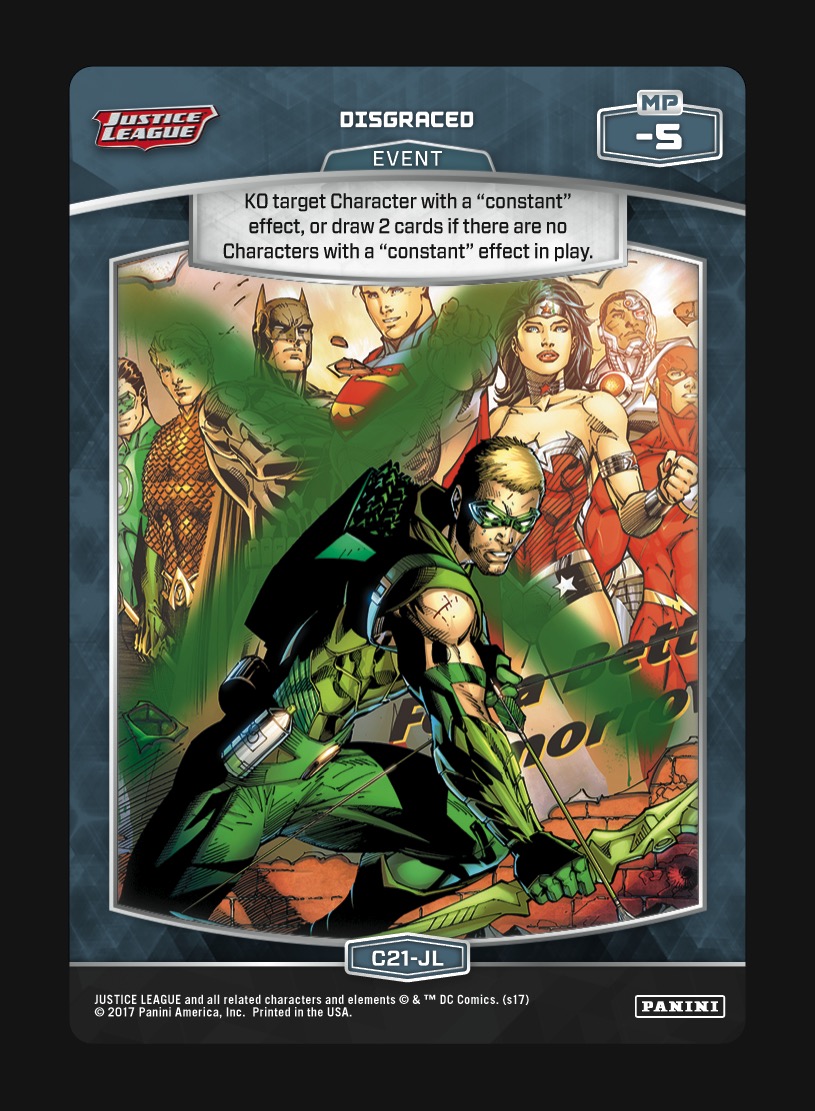 JUSTICE
LEAGUE
DISGRACED
MP
-5
EVENT
KO target Character with a “constant”
effect, or draw 2 cards if there are no
Characters with a “constant” effect in play.
a Bett
morro
C21-JL
JUSTICE LEAGUE and all related characters and elements © & ™ DC Comics. (s17)
© 2017 Panini America, Inc. Printed in the USA.
PANINI